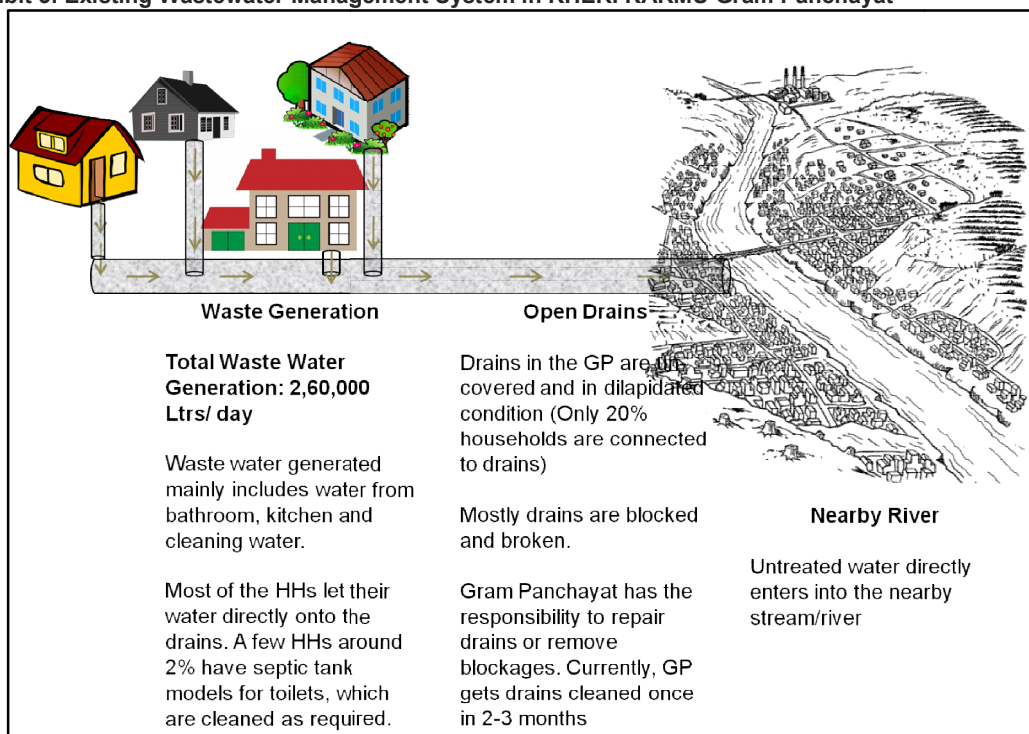 Waste Generation
Total Waste Water
Generation: 2,60,000
Ltrs/ day
Waste water generated
mainly includes water from
bathroom, kitchen and
cleaning water.
Most of the HHs let their
water directly onto the
drains. A few HHs around
2% have septic tank
models for toilets, which
are cleaned as required.
Open Drains
Drains in the GP are un
covered and in dilapidated
condition (Only 20%
households are connected
to drains)
Mostly drains are blocked
and broken.
Gram Panchayat has the
responsibility to repair
drains or remove
blockages. Currently, GP
gets drains cleaned once
in 2-3 months
Nearby River
Untreated water directly
enters into the nearby
stream/river